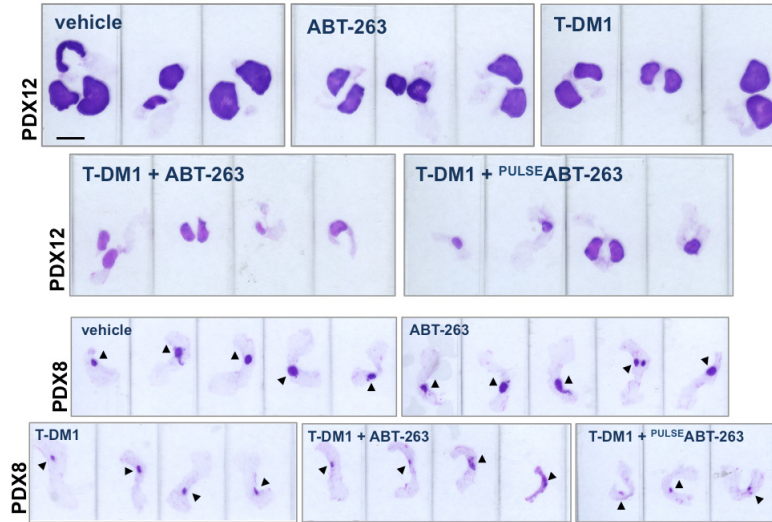 vehicle
ABT-263
T-DM1
PDX12
T-DM1 + ABT-263
T-DM1 + PULSEABT-263
PDX12
vehicle
ABT-263
PDX8
T-DM1
T-DM1 + ABT-263
T-DM1 + PULSEABT-263
PDX8